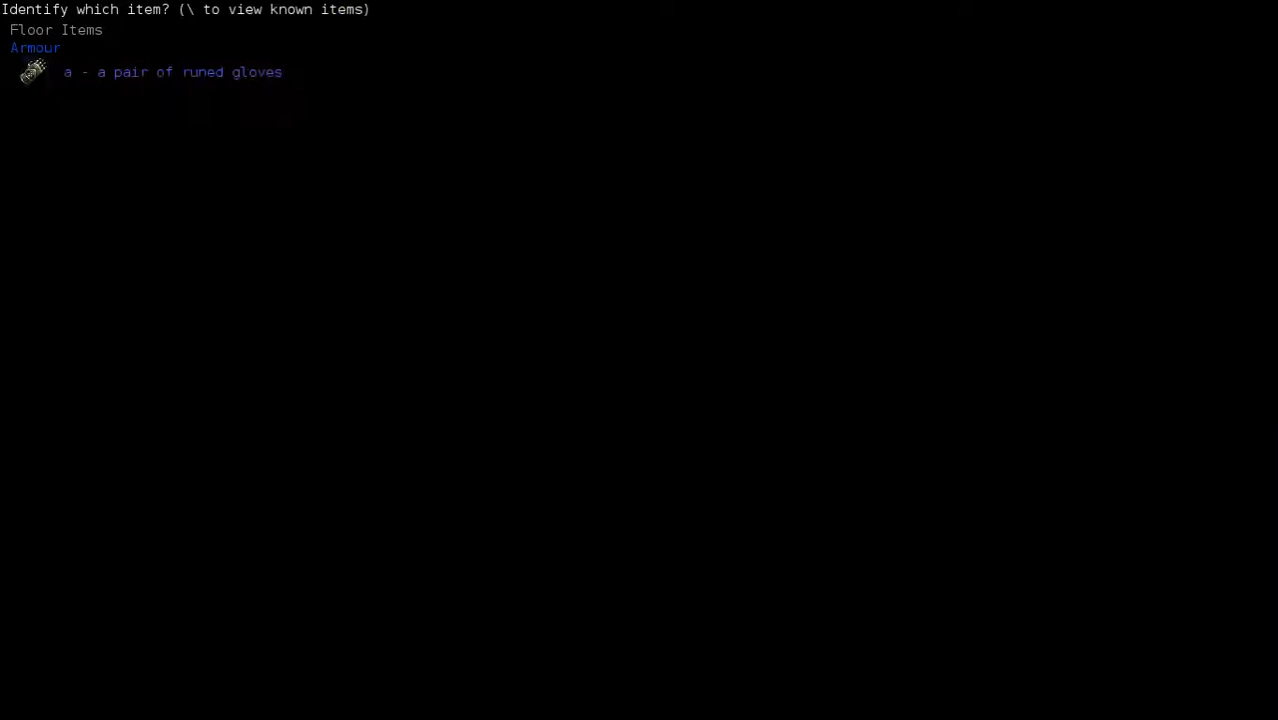 Identify which item? (\ to view known items)
Floor Items
Armour
a - a pair of runed gloves